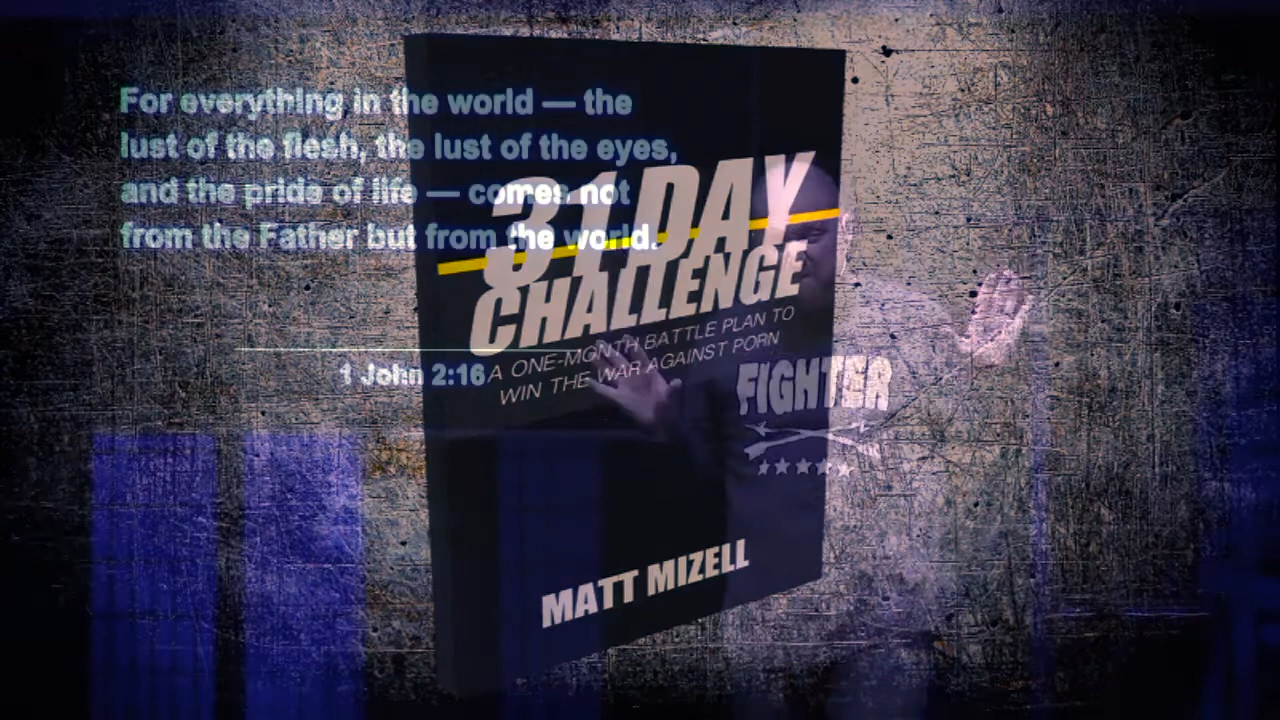 For everything in the world — the
lust of the flesh, the lust of the eyes,
and the pride of life — comes not
from the Father but from the world.
1 John 2:16
31 DAY
CHALLENGE
A ONE-MONTH BATTLE PLAN TO
WIN THE WAR AGAINST PORN
FIGHTER
MATT MIZELL